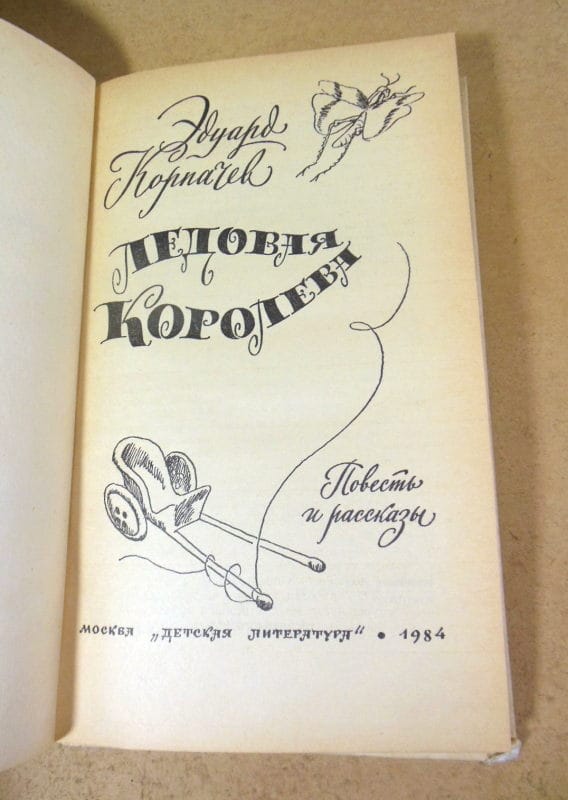 Эдуард
Корпачев
ЛЕДОВАЯ
КОРОЛЕВА
Повесть
и рассказы
МОСКВА „ДЕТСКАЯ ЛИТЕРАТУРА“ • 1984